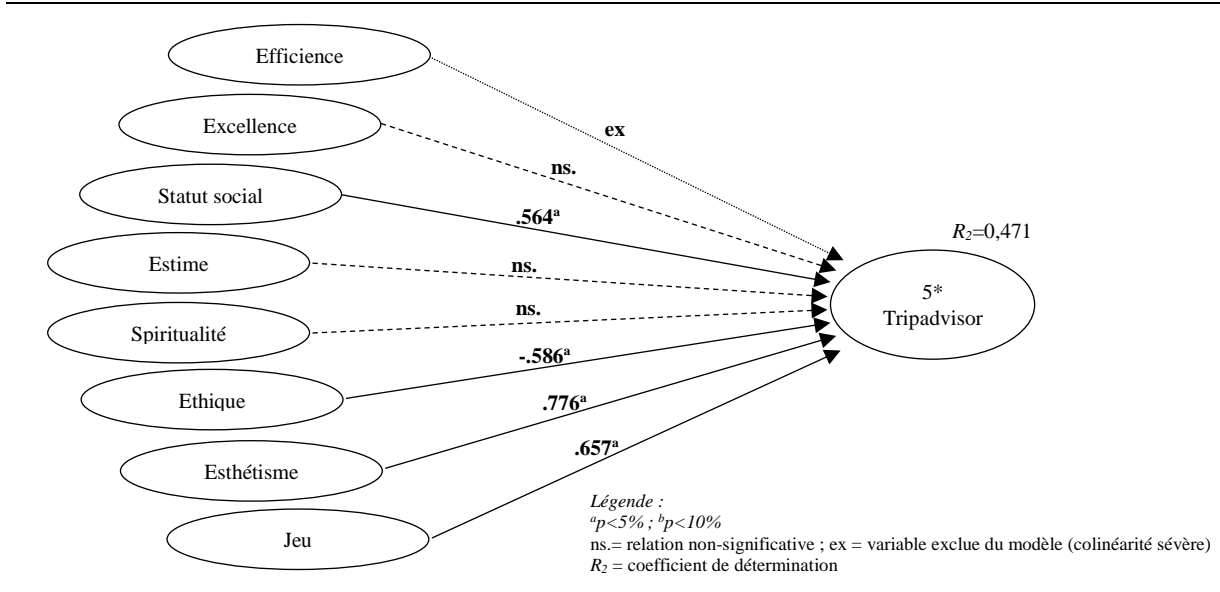 Efficience
ex
Excellence
ns.
Statut social
.564ᵃ
R₂=0,471
Estime
ns.
5*
Tripadvisor
Spiritualité
ns.
Ethique
-.586ᵃ
Esthétisme
.776ᵃ
Jeu
.657ᵃ
Légende :
ᵃp<5% ; ᵇp<10%
ns.= relation non-significative ; ex = variable exclue du modèle (colinéarité sévère)
R₂ = coefficient de détermination